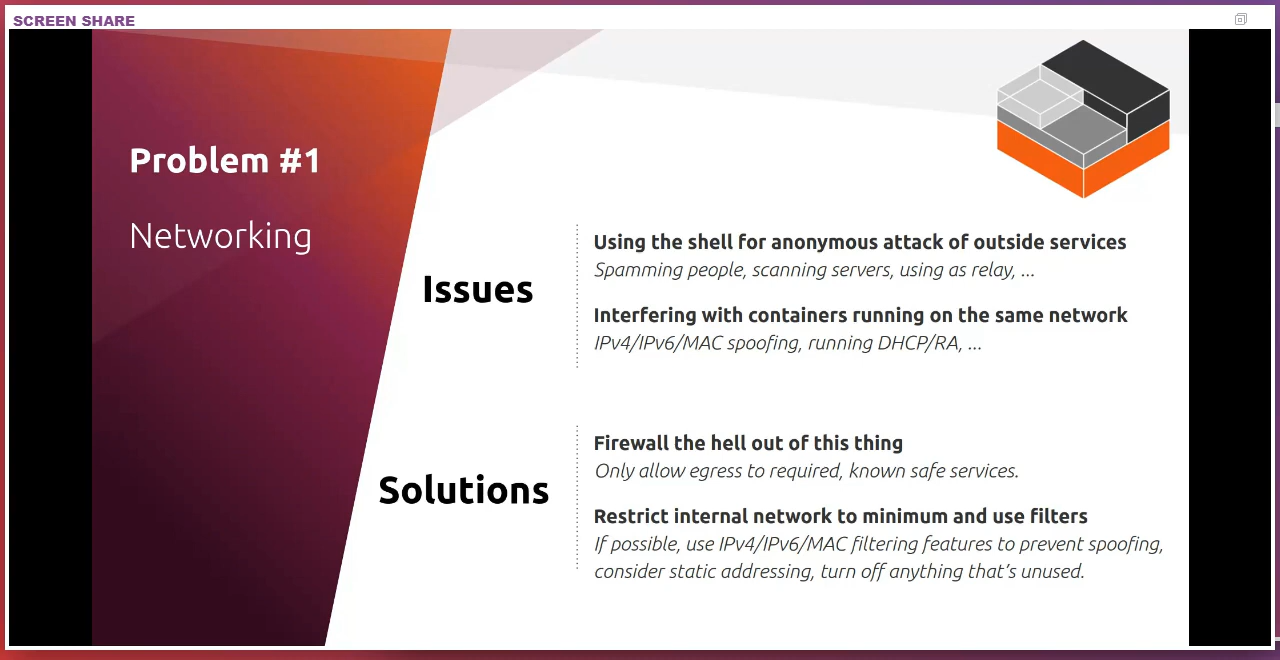 SCREEN SHARE
Problem #1
Networking
Issues
Using the shell for anonymous attack of outside services
Spamming people, scanning servers, using as relay, ...
Interfering with containers running on the same network
IPv4/IPv6/MAC spoofing, running DHCP/RA, ...
Solutions
Firewall the hell out of this thing
Only allow egress to required, known safe services.
Restrict internal network to minimum and use filters
If possible, use IPv4/IPv6/MAC filtering features to prevent spoofing,
consider static addressing, turn off anything that’s unused.